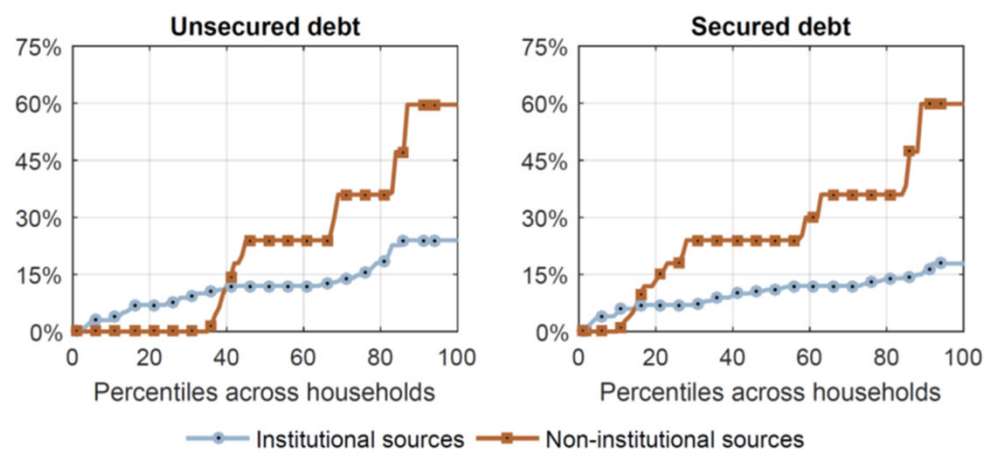 Unsecured debt
75%
60%
45%
30%
15%
0%
0 20 40 60 80 100
Percentiles across households
Secured debt
75%
60%
45%
30%
15%
0%
0 20 40 60 80 100
Percentiles across households
Institutional sources Non-institutional sources